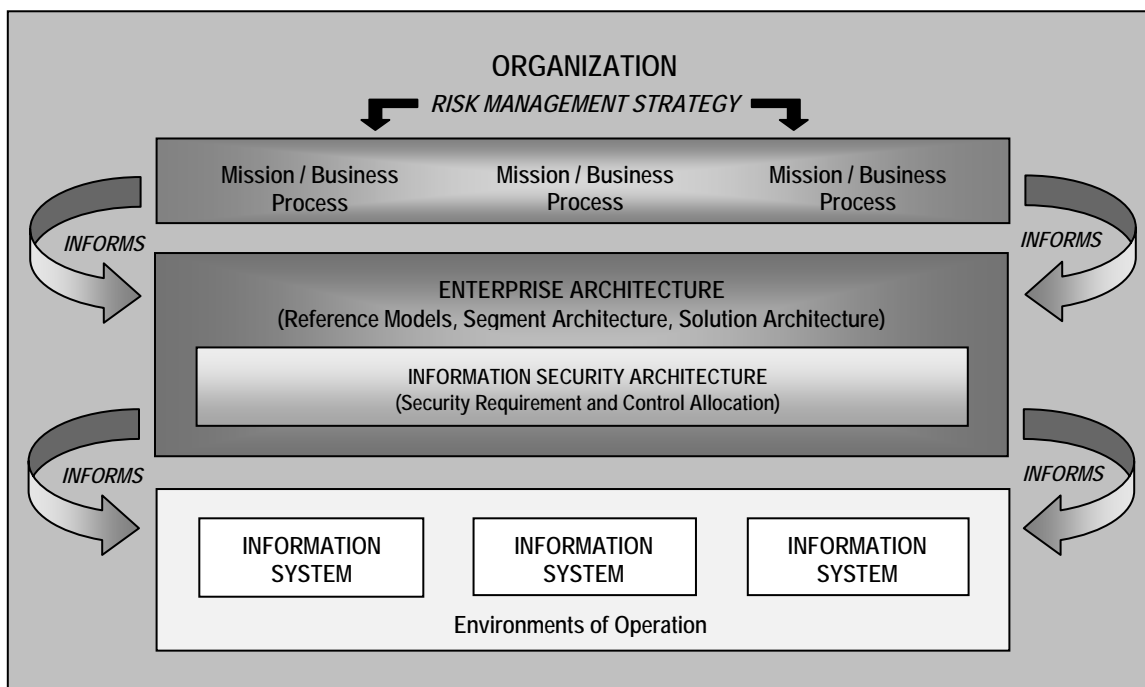 ORGANIZATION
RISK MANAGEMENT STRATEGY
Mission / Business
Process
Mission / Business
Process
Mission / Business
Process
INFORMS
INFORMS
ENTERPRISE ARCHITECTURE
(Reference Models, Segment Architecture, Solution Architecture)
INFORMATION SECURITY ARCHITECTURE
(Security Requirement and Control Allocation)
INFORMS
INFORMS
INFORMATION
SYSTEM
INFORMATION
SYSTEM
INFORMATION
SYSTEM
Environments of Operation